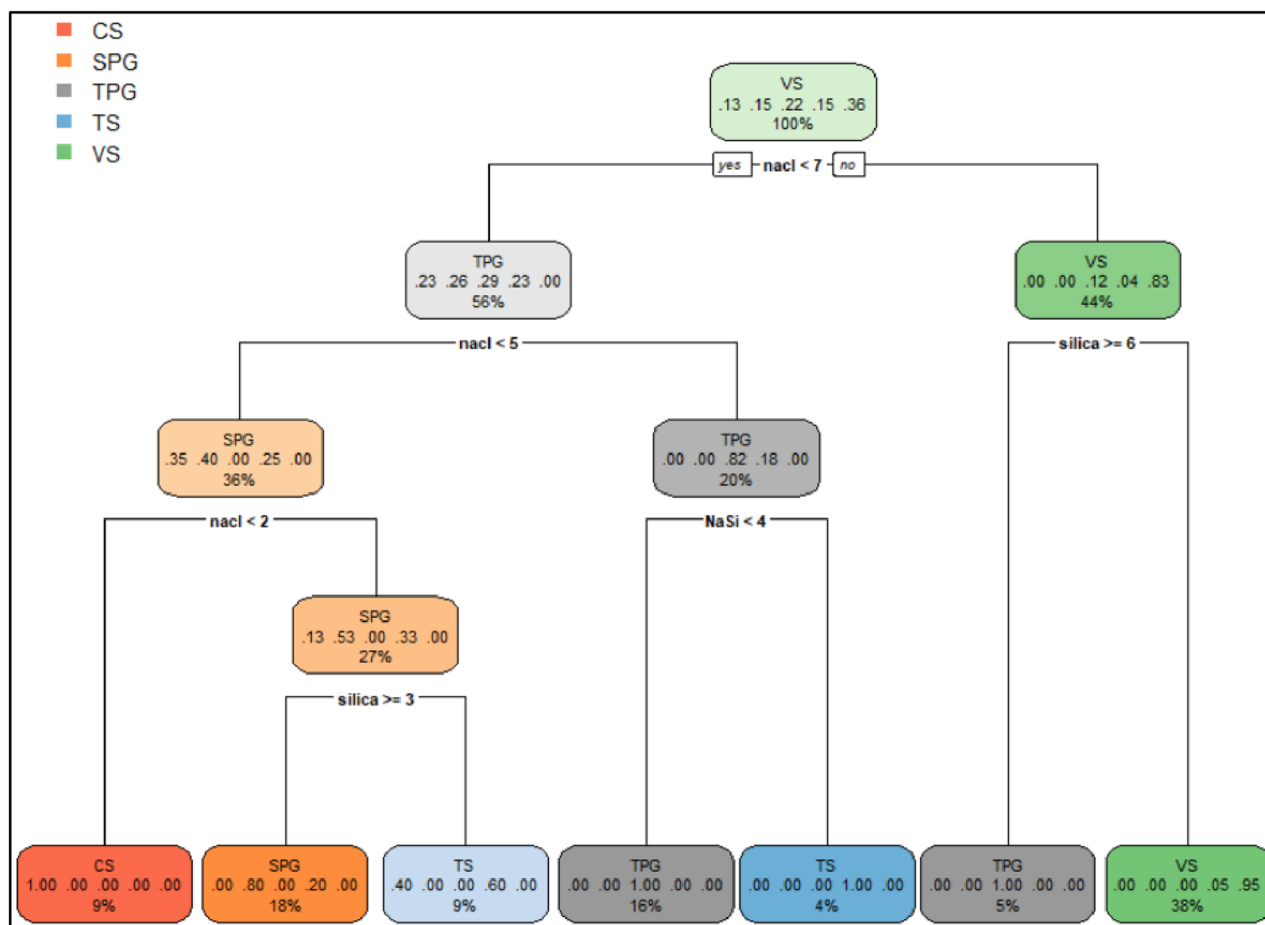 CS
SPG
TPG
TS
VS
VS
.13 .15 .22 .15 .36
100%
yes nacl < 7 no
TPG
.23 .26 .29 .23 .00
56%
VS
.00 .00 .12 .04 .83
44%
nacl < 5
silica >= 6
SPG
.35 .40 .00 .25 .00
36%
TPG
.00 .00 .82 .18 .00
20%
nacl < 2
NaSi < 4
SPG
.13 .53 .00 .33 .00
27%
silica >= 3
CS
1.00 .00 .00 .00 .00
9%
SPG
.00 .80 .00 .20 .00
18%
TS
.40 .00 .00 .60 .00
9%
TPG
.00 .00 1.00 .00 .00
16%
TS
.00 .00 .00 1.00 .00
4%
TPG
.00 .00 1.00 .00 .00
5%
VS
.00 .00 .00 .05 .95
38%